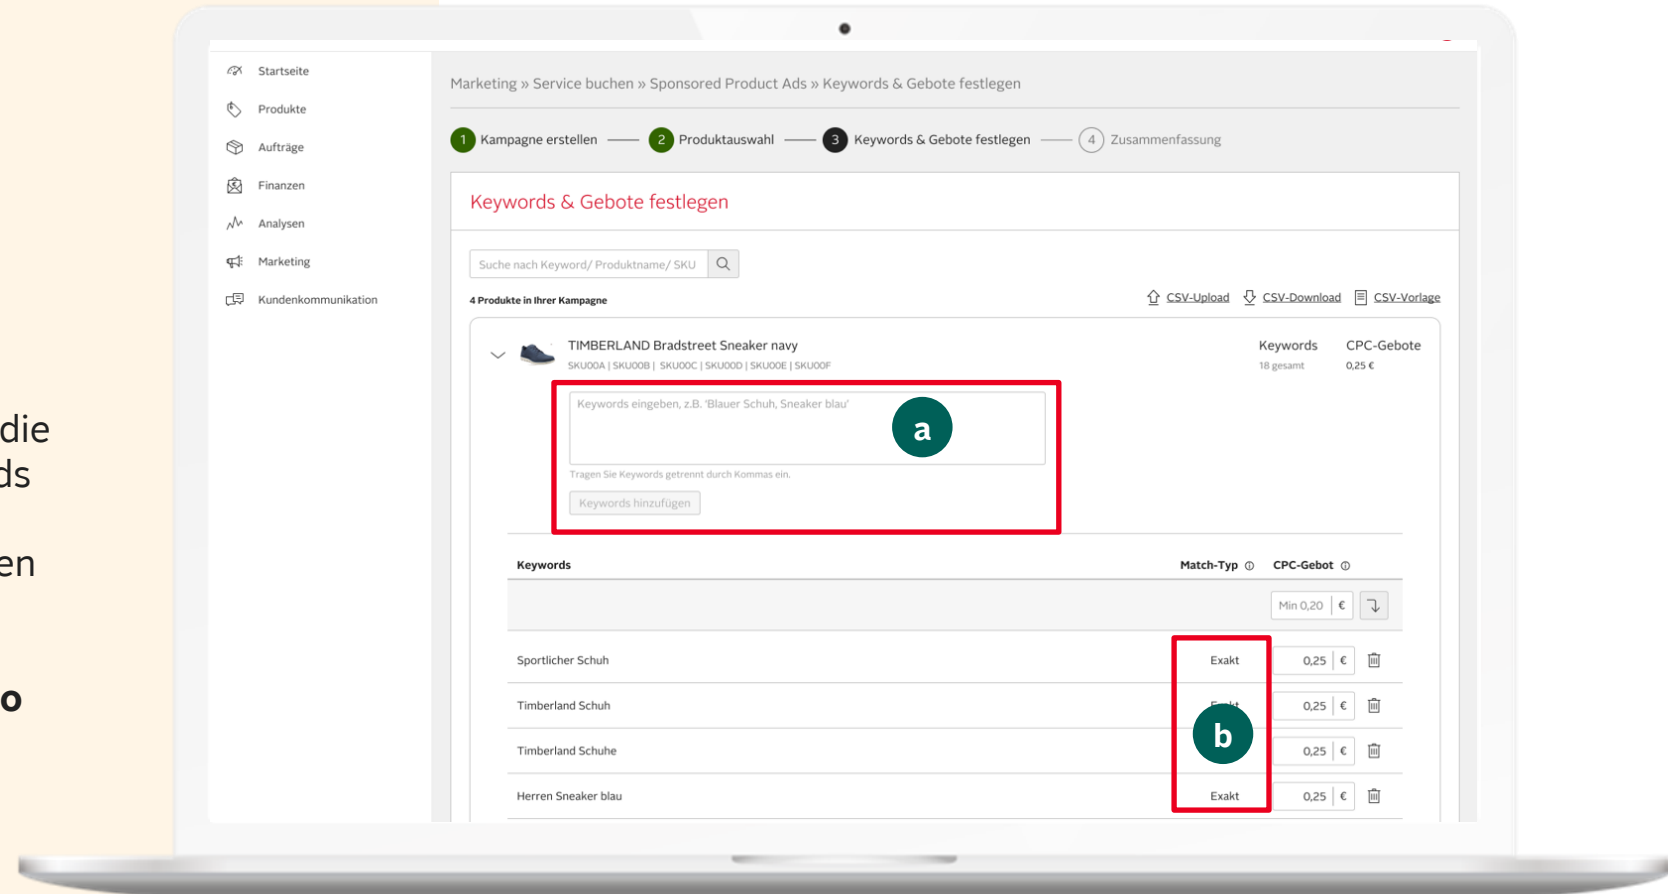 die
ds
en
o
Startseite
Produkte
Aufträge
Finanzen
Analysen
Marketing
Kundenkommunikation
Marketing » Service buchen » Sponsored Product Ads » Keywords & Gebote festlegen
1 Kampagne erstellen 2 Produktauswahl 3 Keywords & Gebote festlegen 4 Zusammenfassung
Keywords & Gebote festlegen
Suche nach Keyword/ Produktname/ SKU
4 Produkte in Ihrer Kampagne
CSV-Upload CSV-Download CSV-Vorlage
TIMBERLAND Bradstreet Sneaker navy Keywords CPC-Gebote
SKU00A | SKU00B | SKU00C | SKU00D | SKU00E | SKU00F 18 gesamt 0,25 €
Keywords eingeben, z.B. 'Blauer Schuh, Sneaker blau'
a
Tragen Sie Keywords getrennt durch Kommas ein.
Keywords hinzufügen
Keywords Match-Typ CPC-Gebot
Min 0,20 €
Sportlicher Schuh Exakt 0,25 €
Timberland Schuh 0,25 €
b
Timberland Schuhe 0,25 €
Herren Sneaker blau Exakt 0,25 €